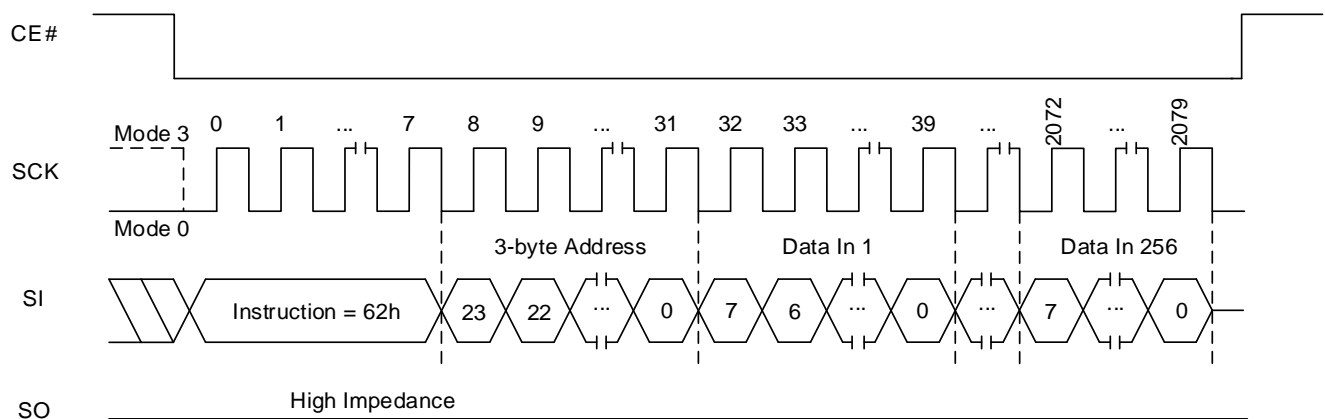 CE#
Mode 3
0 1 ... 7 8 9 ... 31 32 33 ... 39 ... 2072 ... 2079
SCK
Mode 0
3-byte Address Data In 1 Data In 256
SI
Instruction = 62h 23 22 ... 0 7 6 ... 0 ... 7 ... 0
High Impedance
SO